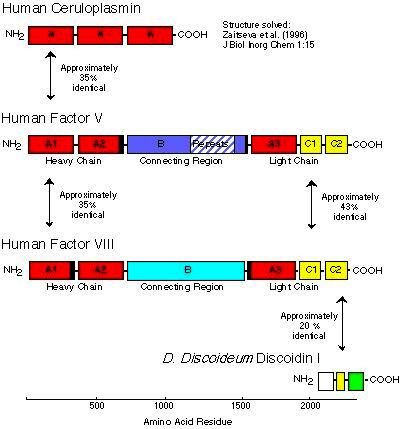 Human Ceruloplasmin
Structure solved:
Zaitseva et al. (1996)
J Biol Inorg Chem 1:15
NH2 A A A COOH
Approximately
35%
identical
Human Factor V
NH2 A1 A2 B Repeats A3 C1 C2 COOH
Heavy Chain Connecting Region Light Chain
Approximately
35%
identical
Approximately
43%
identical
Human Factor VIII
NH2 A1 A2 B A3 C1 C2 COOH
Heavy Chain Connecting Region Light Chain
Approximately
20 %
identical
D. Discoideum Discoidin I
NH2 COOH
500 1000 1500 2000
Amino Acid Residue